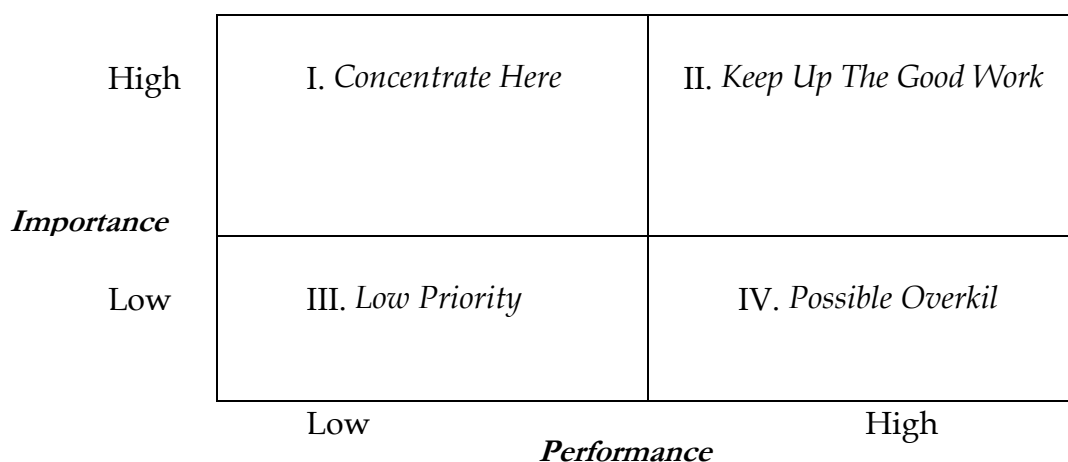 High I. Concentrate Here II. Keep Up The Good Work
Importance
Low III. Low Priority IV. Possible Overkil
Low High
Performance